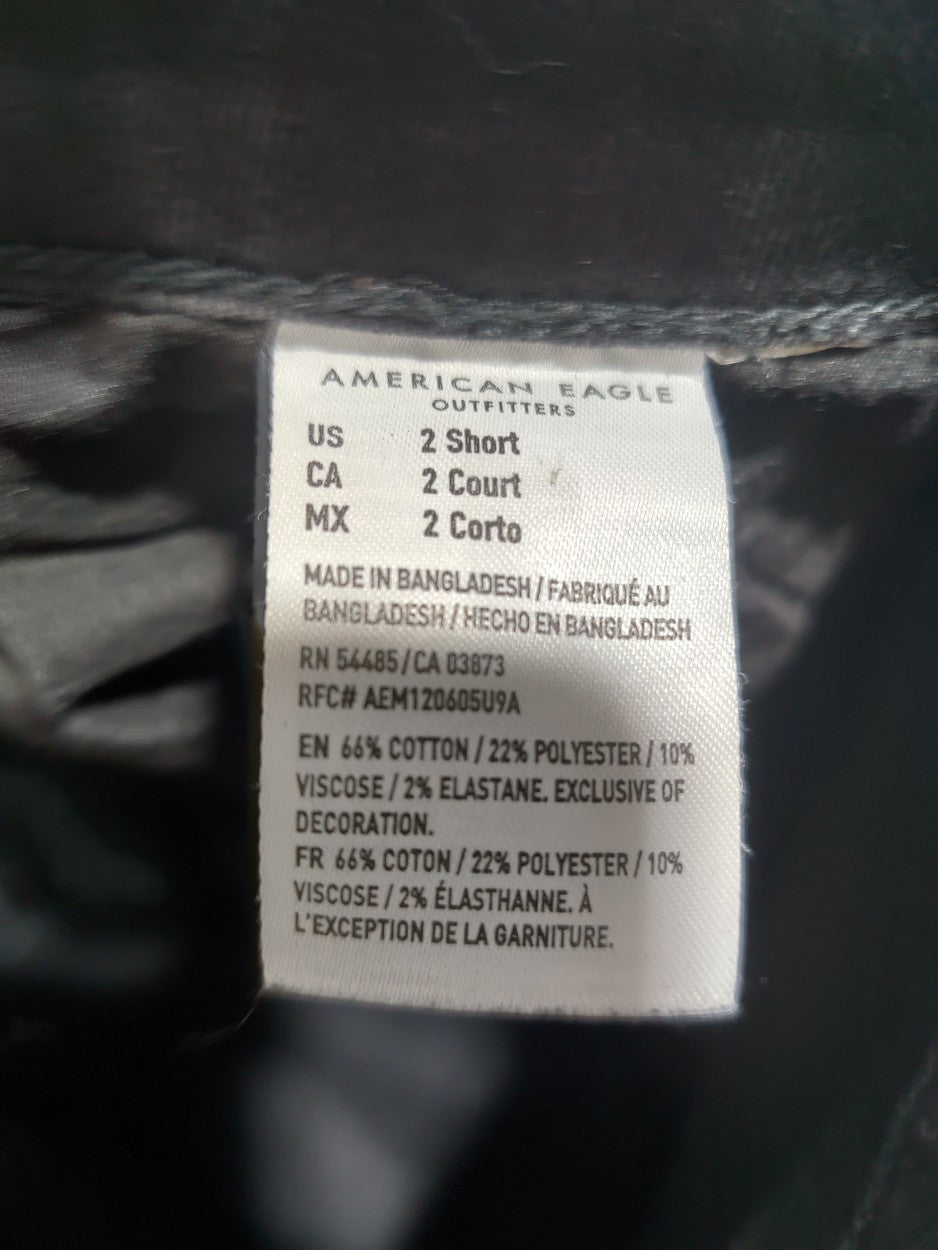 AMERICAN EAGLE
OUTFITTERS
US 2 Short
CA 2 Court
MX 2 Corto
MADE IN BANGLADESH / FABRIQUÉ AU
BANGLADESH / HECHO EN BANGLADESH
RN 54485/CA 03873
RFC# AEM120605U9A
EN 66% COTTON / 22% POLYESTER / 10%
VISCOSE / 2% ELASTANE. EXCLUSIVE OF
DECORATION.
FR 66% COTON / 22% POLYESTER / 10%
VISCOSE / 2% ÉLASTHANNE. À
L'EXCEPTION DE LA GARNITURE.